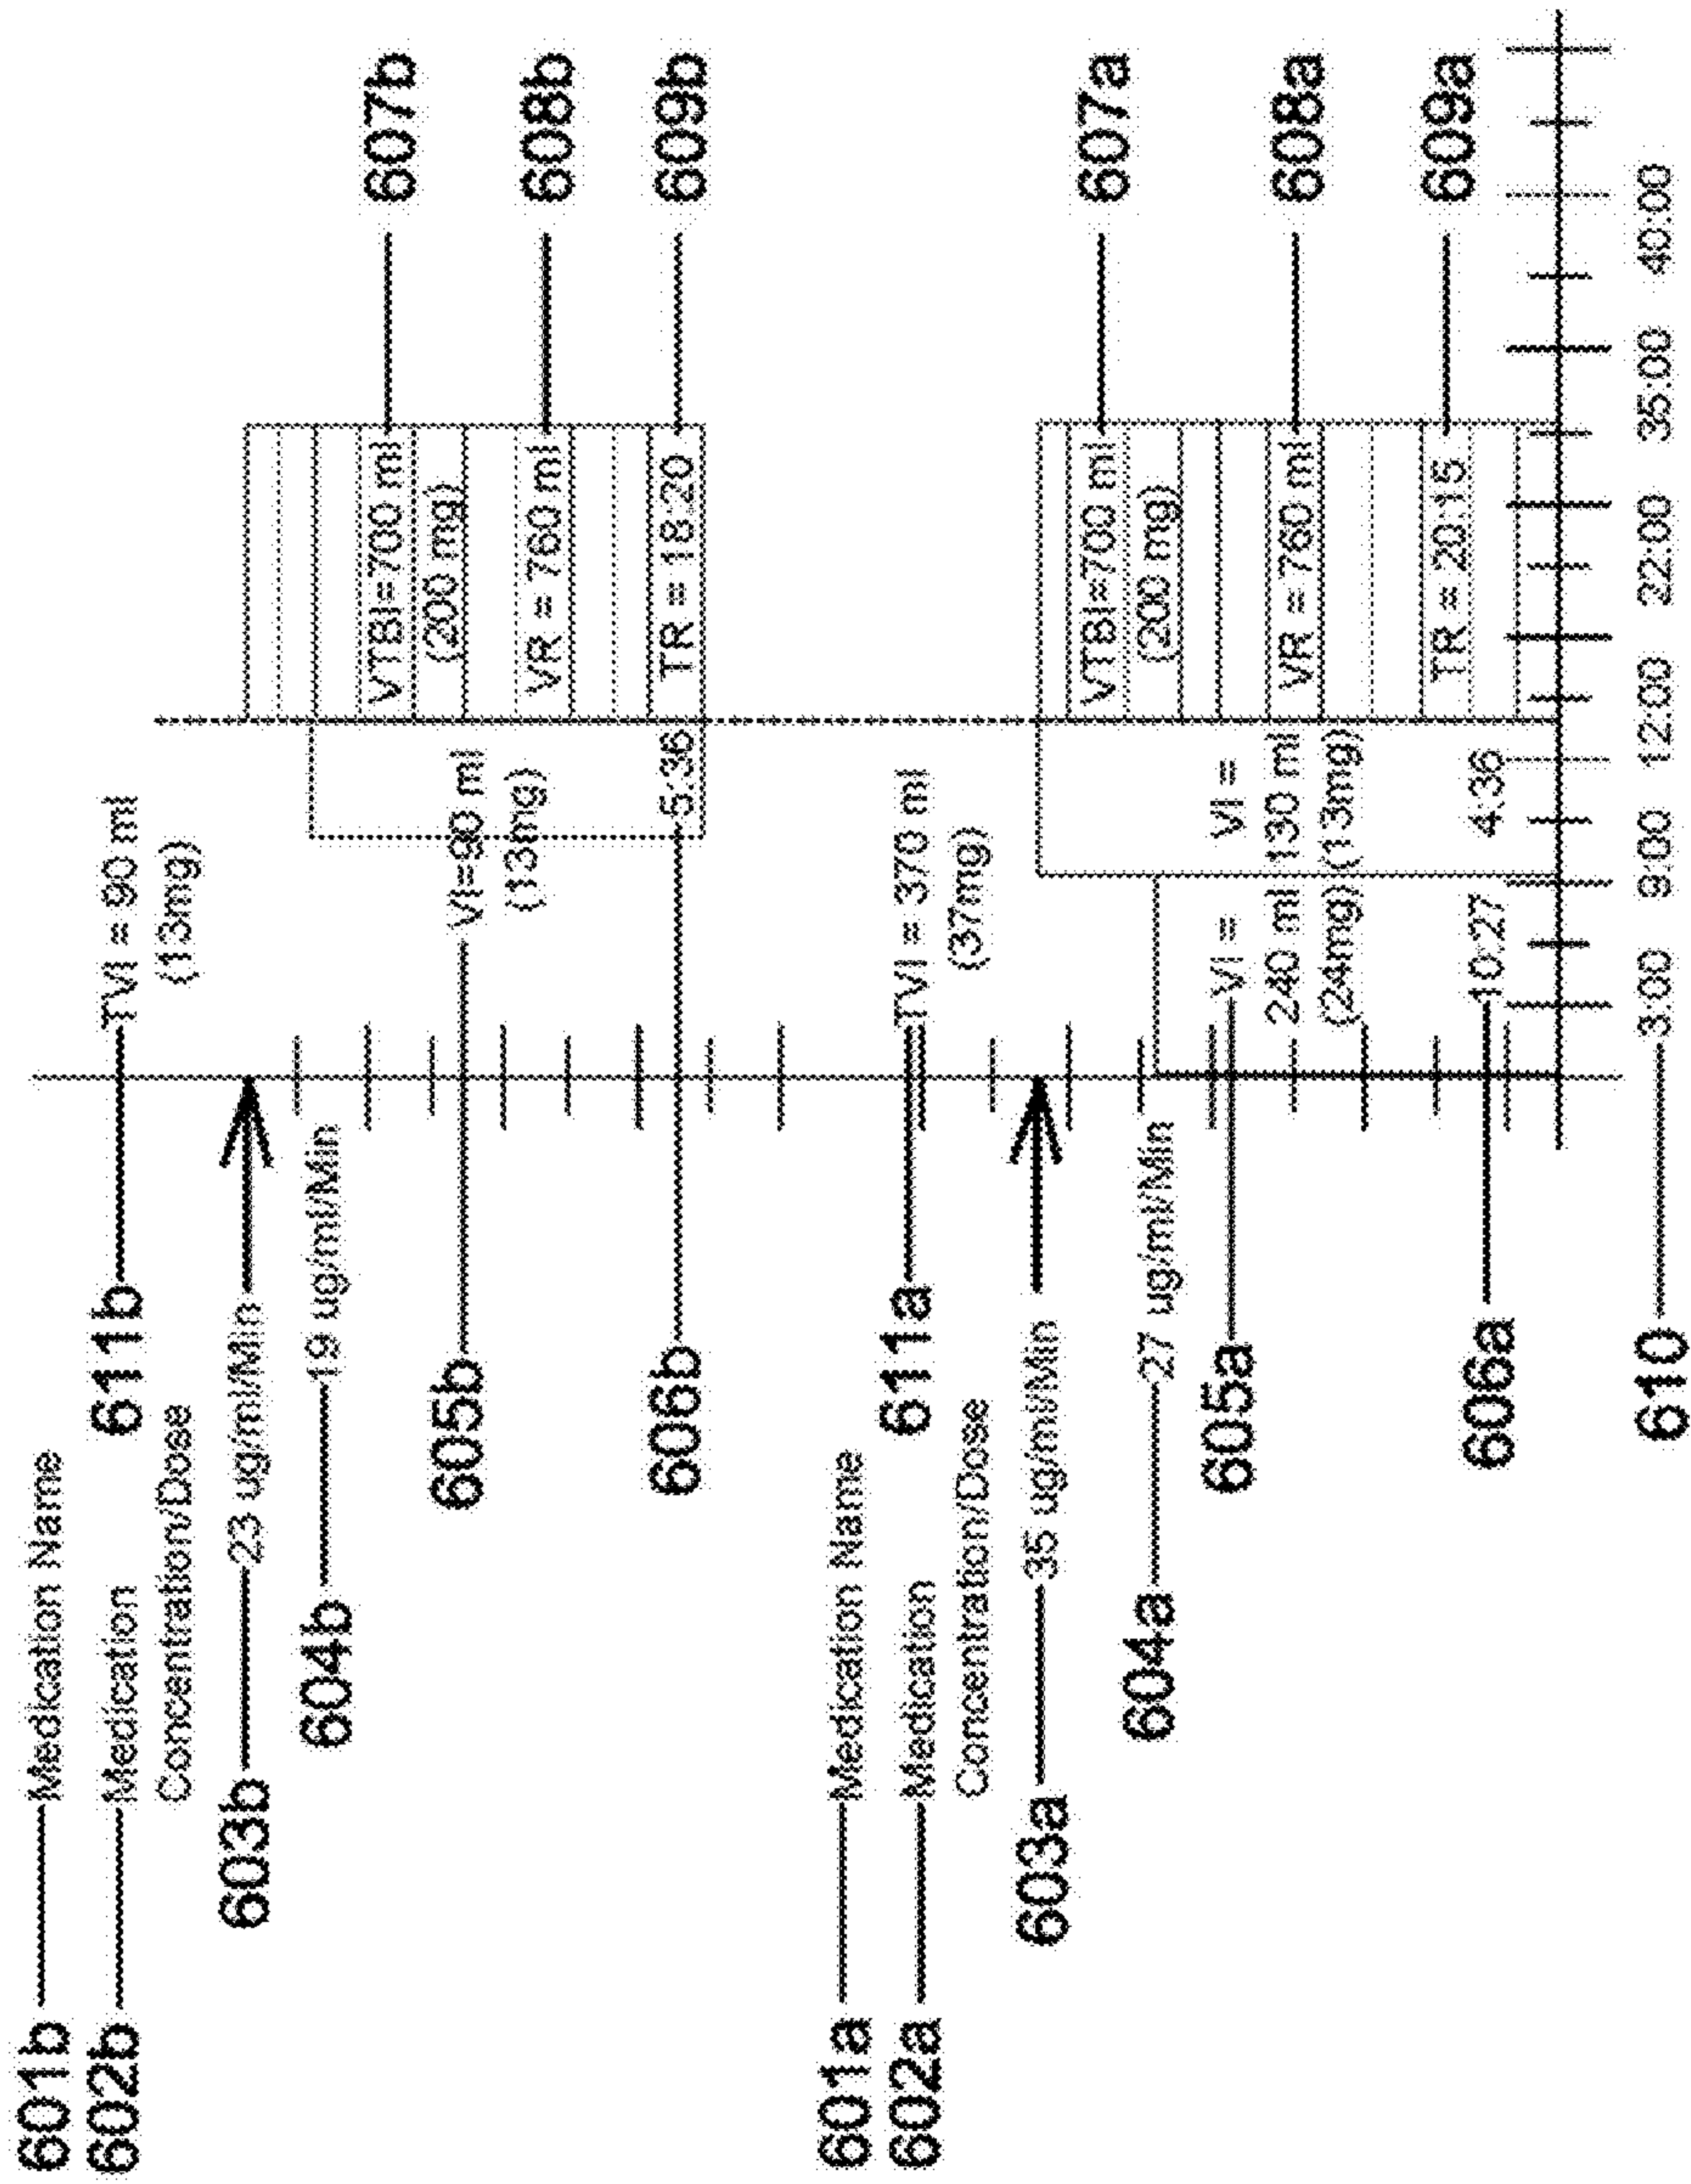 601b Medication Name
602b Medication
Concentration/Dose
611b TVI = 90 ml
(13mg)
603b 23 ug/ml/Min
604b 19 ug/ml/Min
605b VI=90 ml
(13mg)
606b 5:36
VTBI=700 ml 607b
(200 mg)
VR = 760 ml 608b
TR = 18:20 609b
601a Medication Name
602a Medication
Concentration/Dose
611a TVI = 370 ml
(37mg)
603a 35 ug/ml/Min
604a 27 ug/ml/Min
605a VI = VI =
240 ml 130 ml
(24mg) (13mg)
606a 10:27 4:36
VTBI=700 ml 607a
(200 mg)
VR = 760 ml 608a
TR = 20:15 609a
610 3:00 9:00 12:00 22:00 35:00 40:00